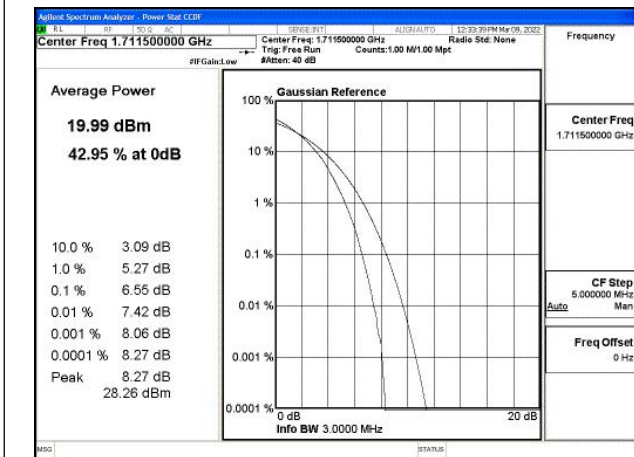 Agilent Spectrum Analyzer - Power Stat CCDF
RL RF 50 Ω AC SENSE:INT ALIGN AUTO 12:33:39 PM Mar 09, 2022
Center Freq 1.711500000 GHz
Center Freq: 1.711500000 GHz Radio Std: None
Trig: Free Run Counts:1.00 M/1.00 Mpt
#IFGain:Low #Atten: 40 dB
Frequency
Average Power
19.99 dBm
42.95 % at 0dB
10.0 % 3.09 dB
1.0 % 5.27 dB
0.1 % 6.55 dB
0.01 % 7.42 dB
0.001 % 8.06 dB
0.0001 % 8.27 dB
Peak 8.27 dB
28.26 dBm
Gaussian Reference
100 %
10 %
1 %
0.1 %
0.01 %
0.001 %
0.0001 %
0 dB 20 dB
Info BW 3.0000 MHz
Center Freq
1.711500000 GHz
CF Step
5.000000 MHz
Auto Man
Freq Offset
0 Hz
MSG STATUS